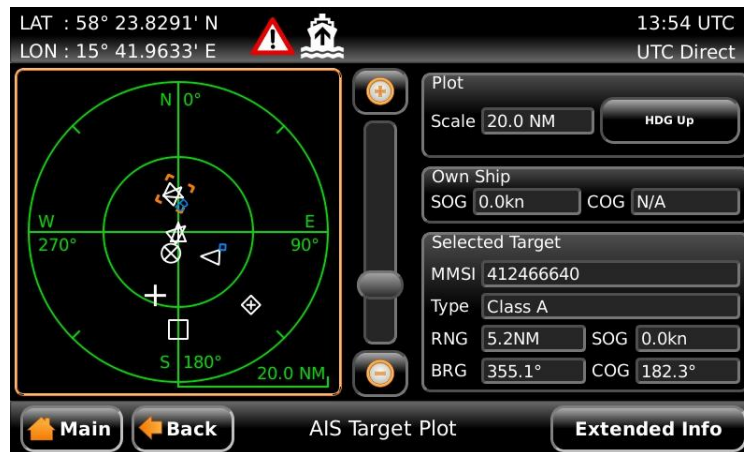 LAT : 58° 23.8291' N
LON : 15° 41.9633' E
13:54 UTC
UTC Direct
N 0°
W
270°
E
90°
S 180°
20.0 NM
Plot
Scale 20.0 NM
HDG Up
Own Ship
SOG 0.0kn COG N/A
Selected Target
MMSI 412466640
Type Class A
RNG 5.2NM SOG 0.0kn
BRG 355.1° COG 182.3°
Main Back AIS Target Plot Extended Info